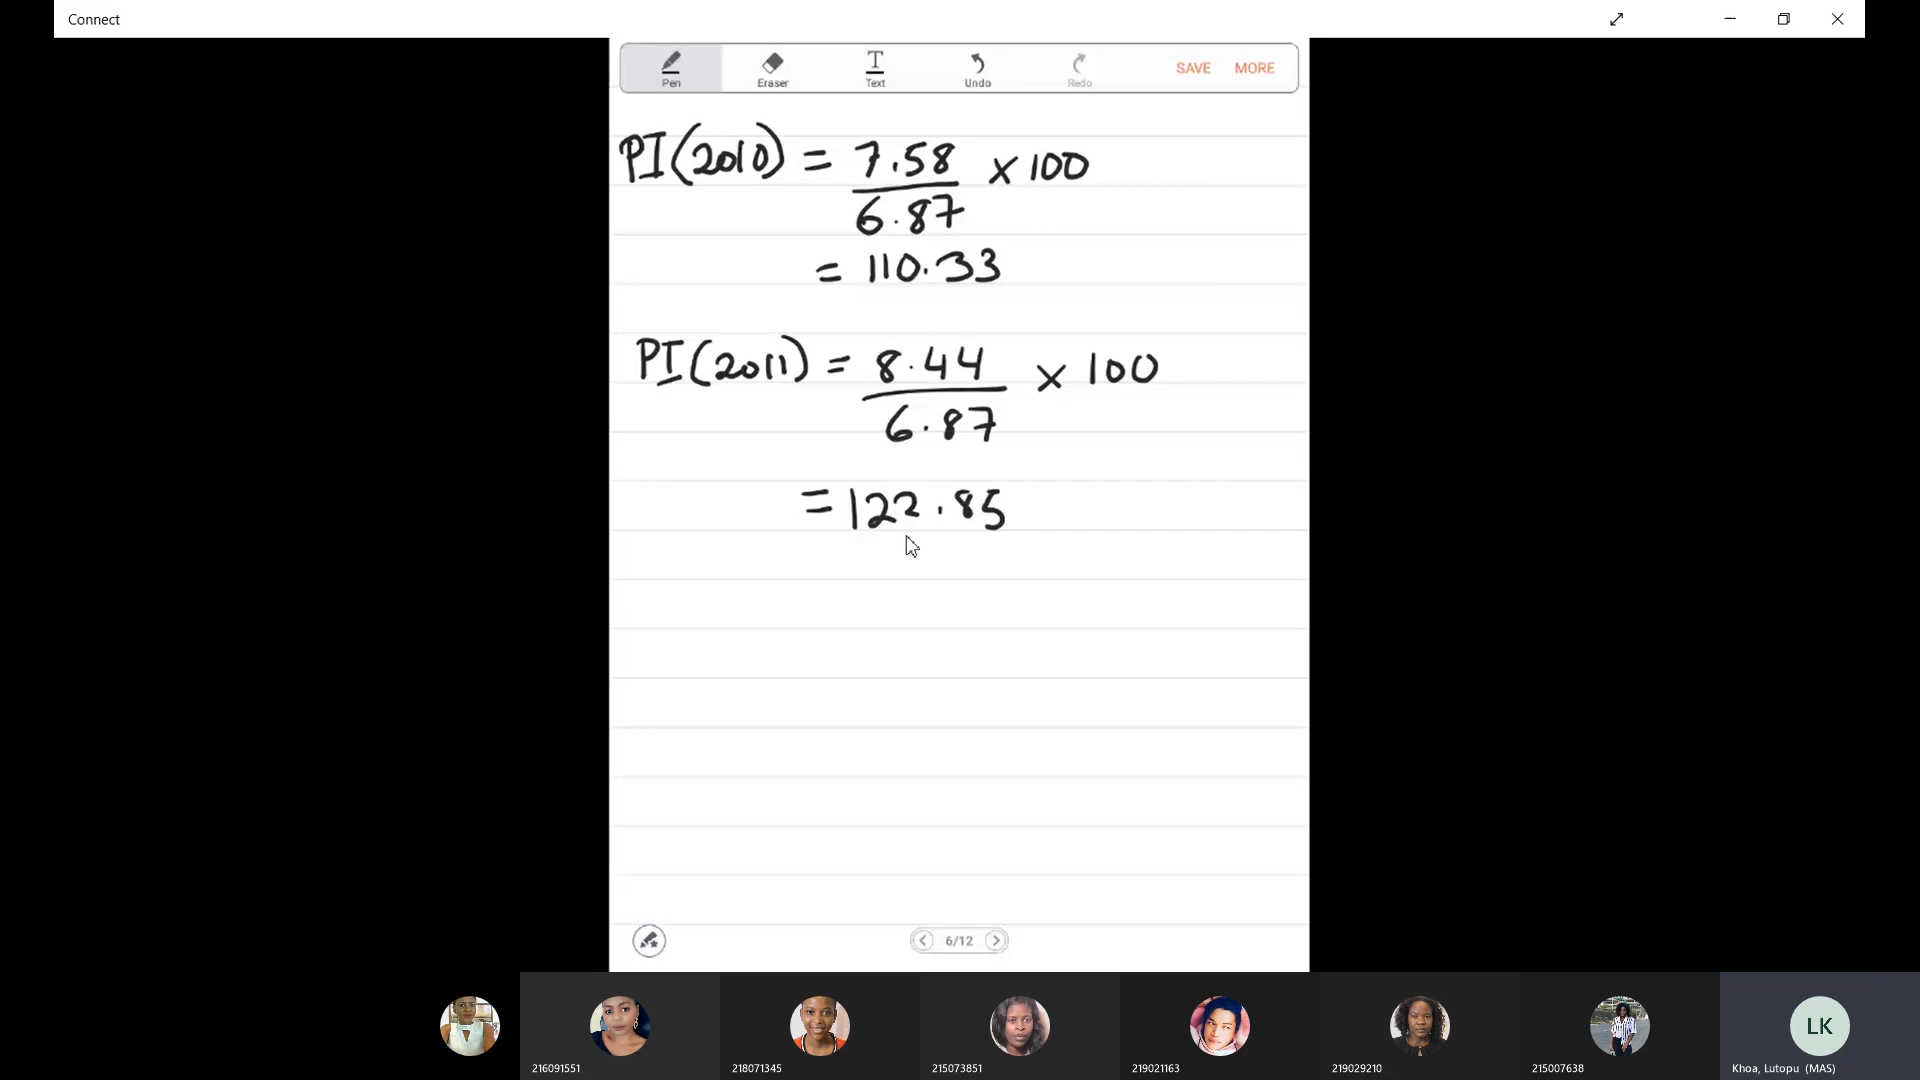 Connect
Pen Eraser Text Undo Redo SAVE MORE
PI(2010) = 7.58 × 100
6.87
= 110.33
PI(2011) = 8.44 × 100
6.87
= 122.85
6/12
216091551 218071345 215073851 219021163 219029210 215007638 Khoa, Lutopu (MAS)
LK